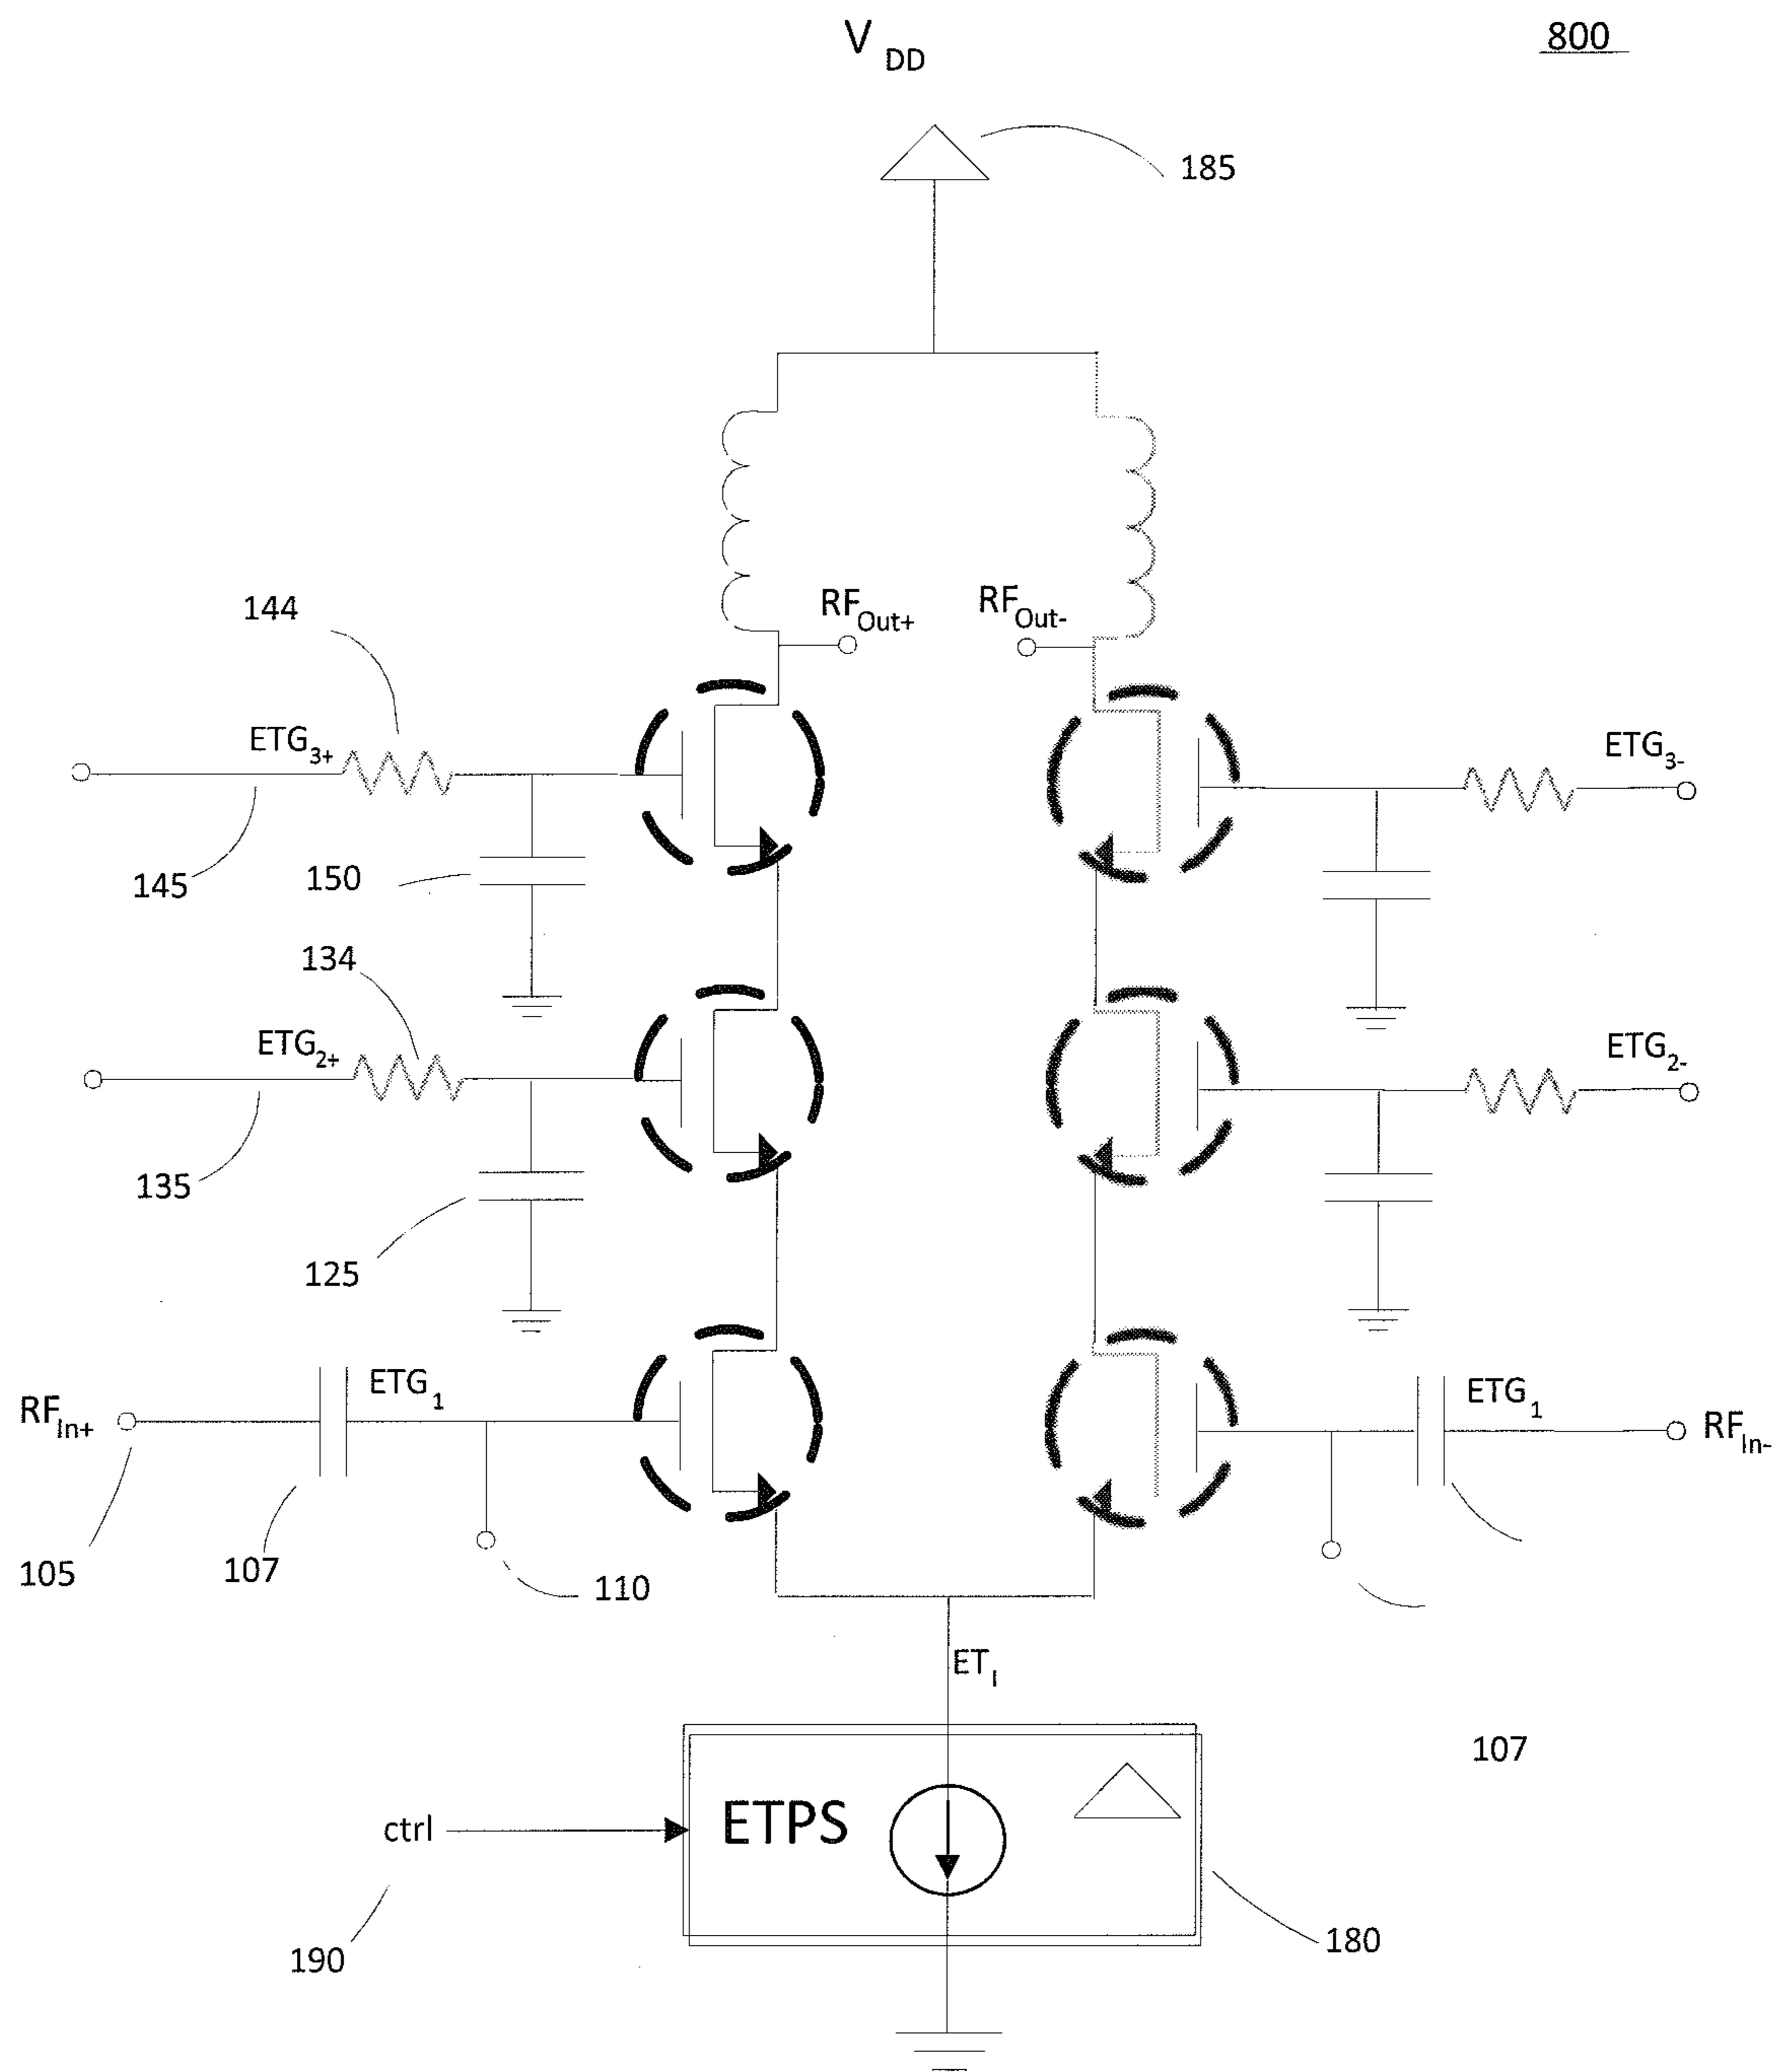 V DD
800
185
RF Out+
RF Out-
144
ETG 3+
ETG 3-
145
150
134
ETG 2+
ETG 2-
135
125
ETG 1
ETG 1
RF In+
RF In-
105
107
110
ET I
107
ETPS
ctrl
190
180